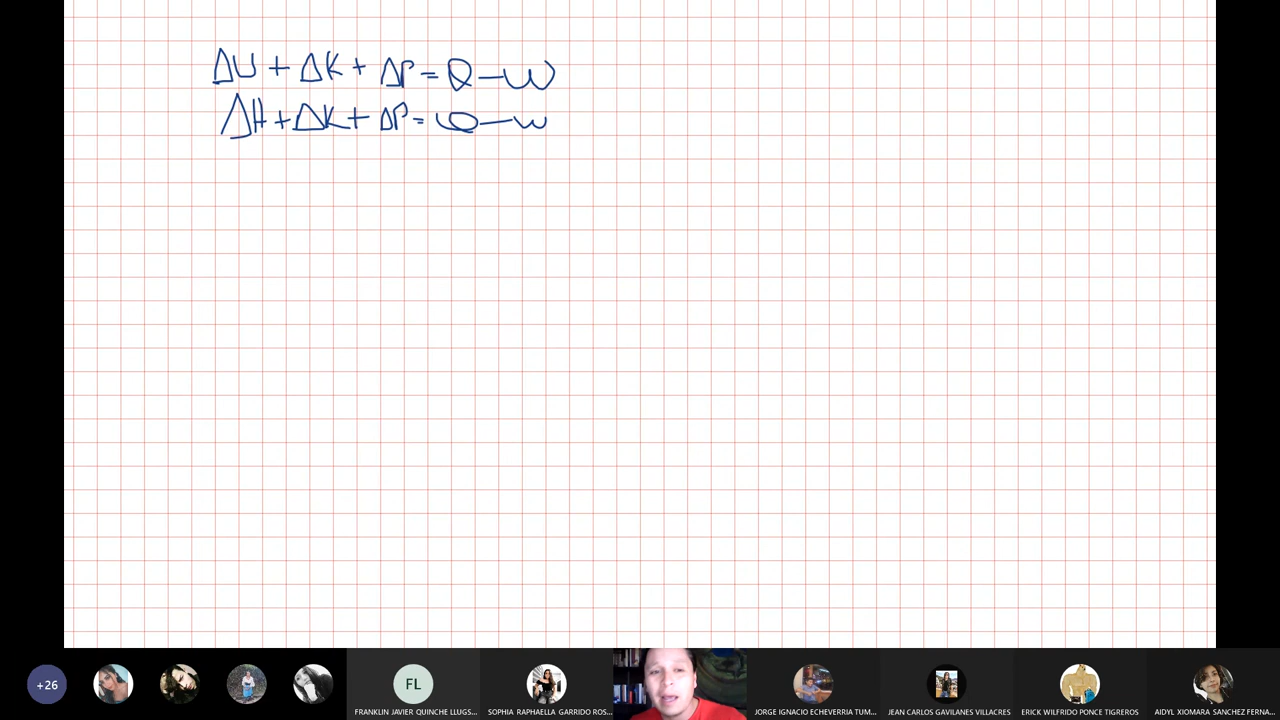 ΔU + ΔK + ΔP = Q - W
ΔH + ΔK + ΔP = Q - W
+26
FL
FRANKLIN JAVIER QUINCHE LLUGS...
SOPHIA RAPHAELLA GARRIDO ROS...
JORGE IGNACIO ECHEVERRIA TUM...
JEAN CARLOS GAVILANES VILLACRES
ERICK WILFRIDO PONCE TIGREROS
AIDYL XIOMARA SANCHEZ FERNA...